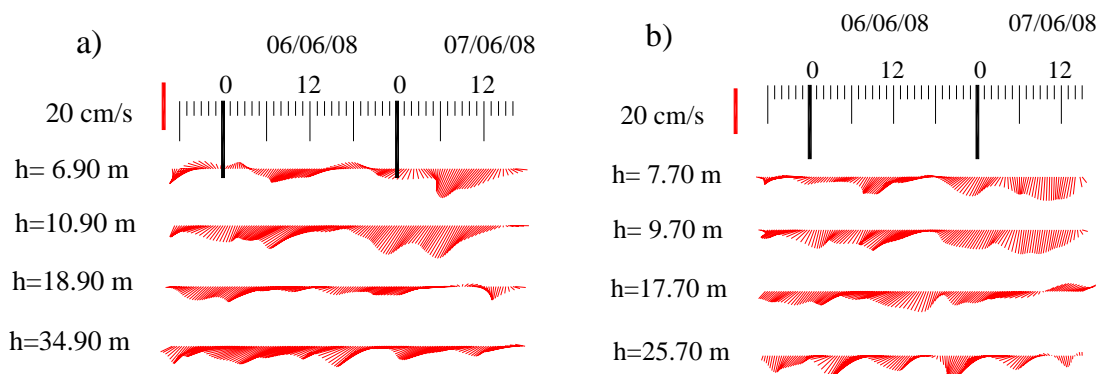 a)
06/06/08 07/06/08
0 12 0 12
20 cm/s
h= 6.90 m
h=10.90 m
h=18.90 m
h=34.90 m
b)
06/06/08 07/06/08
0 12 0 12
20 cm/s
h= 7.70 m
h= 9.70 m
h=17.70 m
h=25.70 m